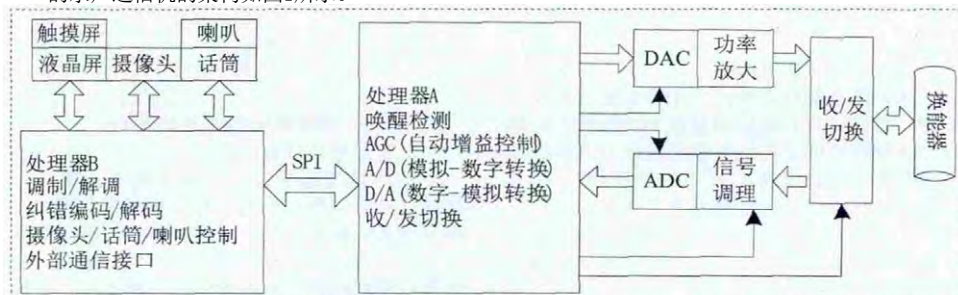 触摸屏 喇叭
液晶屏 摄像头 话筒
处理器B
调制/解调
纠错编码/解码
摄像头/话筒/喇叭控制
外部通信接口
SPI
处理器A
唤醒检测
AGC(自动增益控制)
A/D(模拟-数字转换)
D/A(数字-模拟转换)
收/发切换
DAC
功率
放大
ADC
信号
调理
收/发
切换
换能器